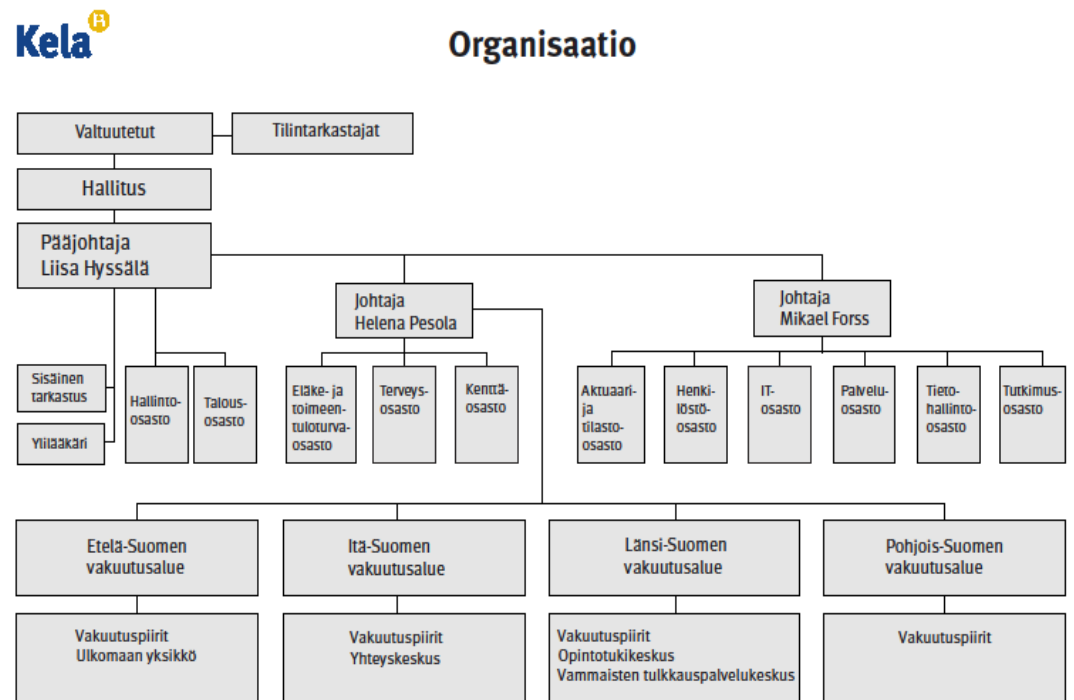 Kela
Organisaatio
Valtuutetut
Tilintarkastajat
Hallitus
Pääjohtaja
Liisa Hyssälä
Johtaja
Helena Pesola
Johtaja
Mikael Forss
Sisäinen
tarkastus
Ylilääkäri
Hallinto-
osasto
Talous-
osasto
Eläke- ja
toimeen-
tuloturva-
osasto
Terveys-
osasto
Kenttä-
osasto
Aktuaari-
ja
tilasto-
osasto
Henki-
löstö-
osasto
IT-
osasto
Palvelu-
osasto
Tieto-
hallinto-
osasto
Tutkimus-
osasto
Etelä-Suomen
vakuutusalue
Itä-Suomen
vakuutusalue
Länsi-Suomen
vakuutusalue
Pohjois-Suomen
vakuutusalue
Vakuutuspiirit
Ulkomaan yksikkö
Vakuutuspiirit
Yhteyskeskus
Vakuutuspiirit
Opintotukikeskus
Vammaisten tulkkauspalvelukeskus
Vakuutuspiirit